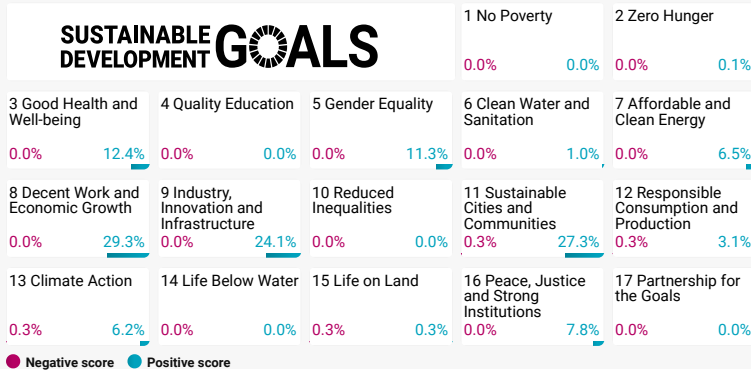 SUSTAINABLE
DEVELOPMENT
GOALS
1 No Poverty
0.0% 0.0%
2 Zero Hunger
0.0% 0.1%
3 Good Health and
Well-being
0.0% 12.4%
4 Quality Education
0.0% 0.0%
5 Gender Equality
0.0% 11.3%
6 Clean Water and
Sanitation
0.0% 1.0%
7 Affordable and
Clean Energy
0.0% 6.5%
8 Decent Work and
Economic Growth
0.0% 29.3%
9 Industry,
Innovation and
Infrastructure
0.0% 24.1%
10 Reduced
Inequalities
0.0% 0.0%
11 Sustainable
Cities and
Communities
0.3% 27.3%
12 Responsible
Consumption and
Production
0.3% 3.1%
13 Climate Action
0.3% 6.2%
14 Life Below Water
0.0% 0.0%
15 Life on Land
0.3% 0.3%
16 Peace, Justice
and Strong
Institutions
0.0% 7.8%
17 Partnership for
the Goals
0.0% 0.0%
Negative score Positive score